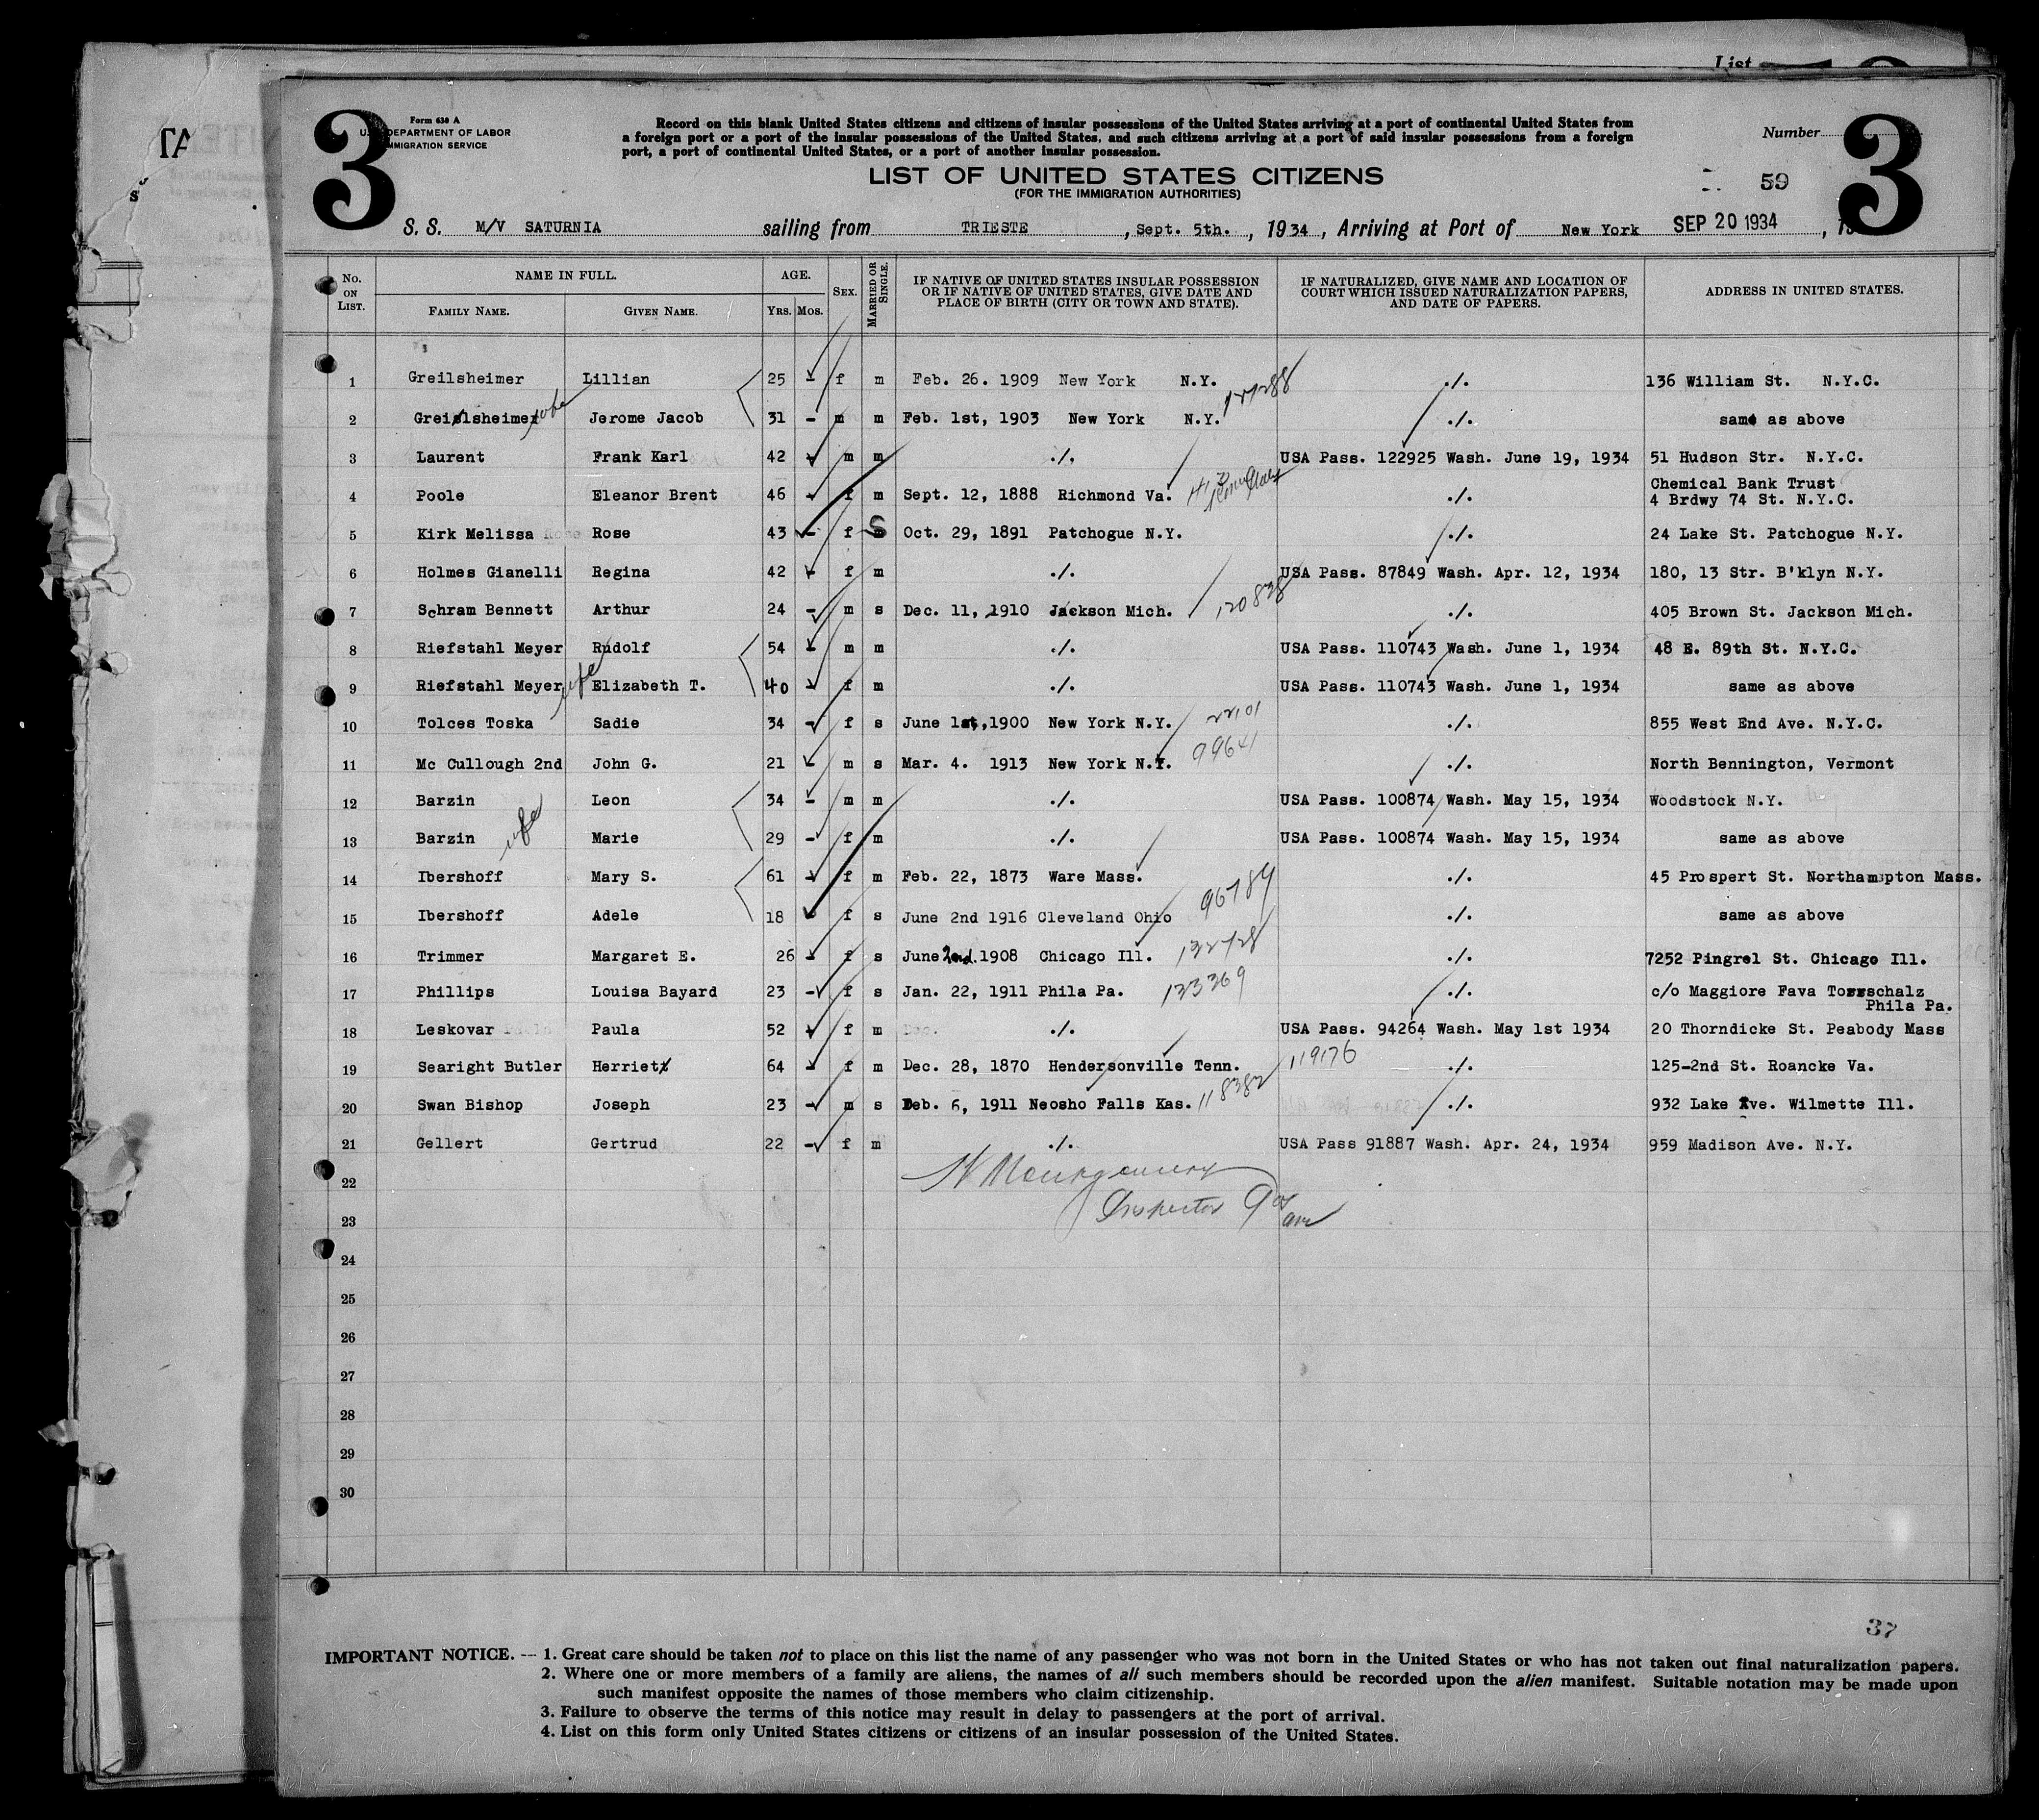 List
3
Form 630 A
U.S. DEPARTMENT OF LABOR
IMMIGRATION SERVICE
Record on this blank United States citizens and citizens of insular possessions of the United States arriving at a port of continental United States from
a foreign port or a port of the insular possessions of the United States, and such citizens arriving at a port of said insular possessions from a foreign
port, a port of continental United States, or a port of another insular possession.
Number
3
LIST OF UNITED STATES CITIZENS
(FOR THE IMMIGRATION AUTHORITIES)
59
S. S. M/V SATURNIA sailing from TRIESTE , Sept. 5th. , 1934 , Arriving at Port of New York SEP 20 1934 , 19
No. ON LIST. NAME IN FULL. AGE. SEX. MARRIED OR SINGLE. IF NATIVE OF UNITED STATES INSULAR POSSESSION OR IF NATIVE OF UNITED STATES, GIVE DATE AND PLACE OF BIRTH (CITY OR TOWN AND STATE). IF NATURALIZED, GIVE NAME AND LOCATION OF COURT WHICH ISSUED NATURALIZATION PAPERS, AND DATE OF PAPERS. ADDRESS IN UNITED STATES.
FAMILY NAME. GIVEN NAME. YRS. MOS.
1 Greilsheimer Lillian 25 - f m Feb. 26. 1909 New York N.Y. ./. 136 William St. N.Y.C.
2 Greilsheimer wife Jerome Jacob 31 - m m Feb. 1st, 1903 New York N.Y. ./. same as above
3 Laurent Frank Karl 42 - m m ./. USA Pass. 122925 Wash. June 19, 1934 51 Hudson Str. N.Y.C.
4 Poole Eleanor Brent 46 - f m Sept. 12, 1888 Richmond Va. ./. Chemical Bank Trust
4 Brdwy 74 St. N.Y.C.
5 Kirk Melissa Rose 43 - f S Oct. 29, 1891 Patchogue N.Y. ./. 24 Lake St. Patchogue N.Y.
6 Holmes Gianelli Regina 42 - f m ./. USA Pass. 87849 Wash. Apr. 12, 1934 180, 13 Str. B'klyn N.Y.
7 Schram Bennett Arthur 24 - m s Dec. 11, 1910 Jackson Mich. 120828 ./. 405 Brown St. Jackson Mich.
8 Riefstahl Meyer Rudolf 54 - m m ./. USA Pass. 110743 Wash. June 1, 1934 48 E. 89th St. N.Y.C.
9 Riefstahl Meyer wife Elizabeth T. 40 - f m ./. USA Pass. 110743 Wash. June 1, 1934 same as above
10 Tolces Toska Sadie 34 - f s June 1st, 1900 New York N.Y. 22101 ./. 855 West End Ave. N.Y.C.
11 Mc Cullough 2nd John G. 21 - m s Mar. 4. 1913 New York N.Y. 99641 ./. North Bennington, Vermont
12 Barzin Leon 34 - m m ./. USA Pass. 100874 Wash. May 15, 1934 Woodstock N.Y.
13 Barzin wife Marie 29 - f m ./. USA Pass. 100874 Wash. May 15, 1934 same as above
14 Ibershoff Mary S. 61 - f m Feb. 22, 1873 Ware Mass. ./. 45 Prospert St. Northampton Mass.
15 Ibershoff Adele 18 - f s June 2nd 1916 Cleveland Ohio 96784 ./. same as above
16 Trimmer Margaret E. 26 - f s June 2nd. 1908 Chicago Ill. 132728 ./. 7252 Pingrel St. Chicago Ill.
17 Phillips Louisa Bayard 23 - f s Jan. 22, 1911 Phila Pa. 123369 ./. c/o Maggiore Fava Torrschalz
Phila Pa.
18 Leskovar Paula 52 - f m ./. USA Pass. 94264 Wash. May 1st 1934 20 Thorndicke St. Peabody Mass
19 Searight Butler Herriet 64 - f m Dec. 28, 1870 Hendersonville Tenn. 119176 ./. 125-2nd St. Roancke Va.
20 Swan Bishop Joseph 23 - m s Feb. 6, 1911 Neosho Falls Kas. 118382 ./. 932 Lake Ave. Wilmette Ill.
21 Gellert Gertrud 22 - f m ./. USA Pass 91887 Wash. Apr. 24, 1934 959 Madison Ave. N.Y.
22 H Montgomery
23 Inspector
24
25
26
27
28
29
30
37
IMPORTANT NOTICE. — 1. Great care should be taken not to place on this list the name of any passenger who was not born in the United States or who has not taken out final naturalization papers.
2. Where one or more members of a family are aliens, the names of all such members should be recorded upon the alien manifest. Suitable notation may be made upon
such manifest opposite the names of those members who claim citizenship.
3. Failure to observe the terms of this notice may result in delay to passengers at the port of arrival.
4. List on this form only United States citizens or citizens of an insular possession of the United States.